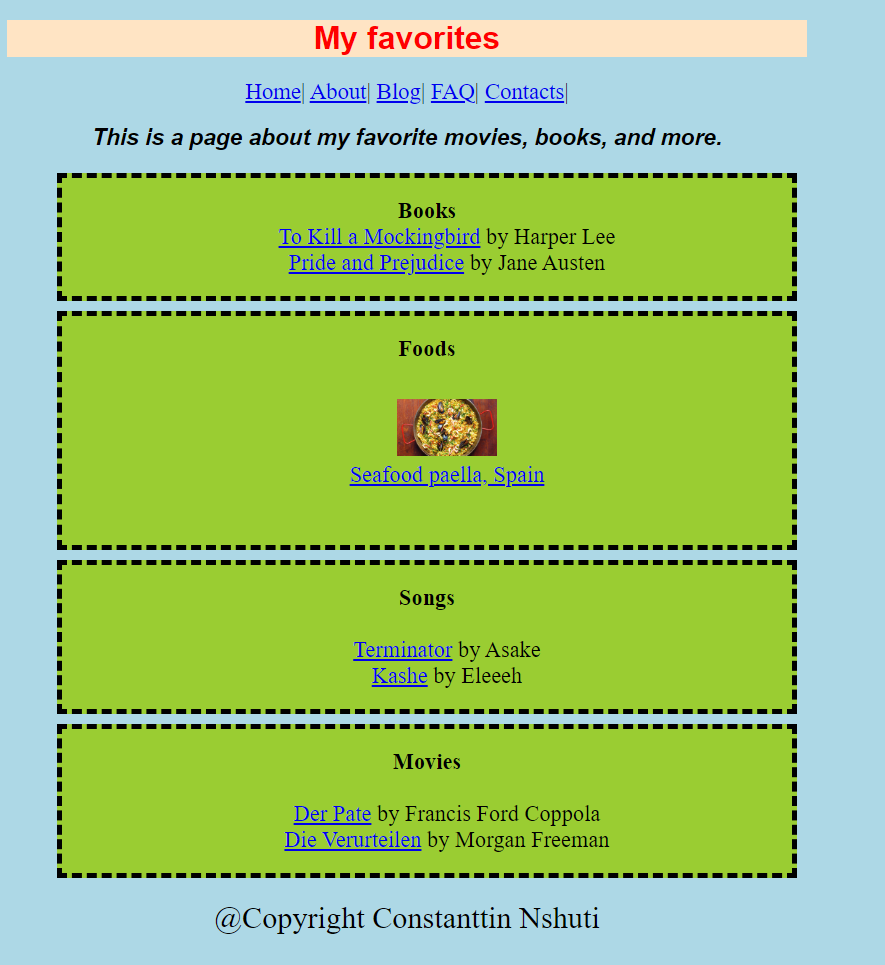 My favorites
Home| About| Blog| FAQ| Contacts|
This is a page about my favorite movies, books, and more.
Books
To Kill a Mockingbird by Harper Lee
Pride and Prejudice by Jane Austen
Foods
Seafood paella, Spain
Songs
Terminator by Asake
Kashe by Eleeeh
Movies
Der Pate by Francis Ford Coppola
Die Verurteilen by Morgan Freeman
@Copyright Constanttin Nshuti